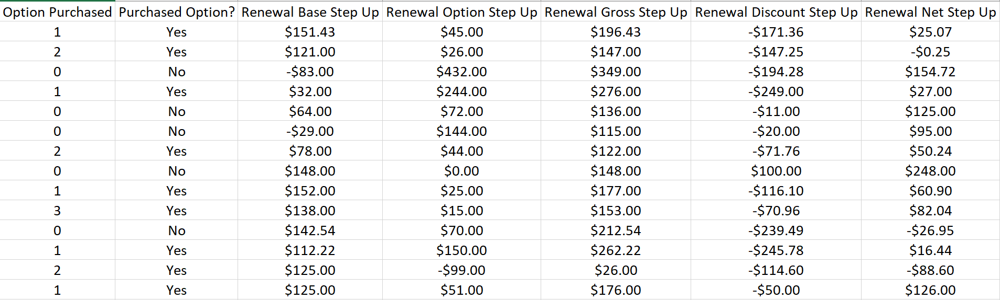 Option Purchased Purchased Option? Renewal Base Step Up Renewal Option Step Up Renewal Gross Step Up Renewal Discount Step Up Renewal Net Step Up
1 Yes $151.43 $45.00 $196.43 -$171.36 $25.07
2 Yes $121.00 $26.00 $147.00 -$147.25 -$0.25
0 No -$83.00 $432.00 $349.00 -$194.28 $154.72
1 Yes $32.00 $244.00 $276.00 -$249.00 $27.00
0 No $64.00 $72.00 $136.00 -$11.00 $125.00
0 No -$29.00 $144.00 $115.00 -$20.00 $95.00
2 Yes $78.00 $44.00 $122.00 -$71.76 $50.24
0 No $148.00 $0.00 $148.00 $100.00 $248.00
1 Yes $152.00 $25.00 $177.00 -$116.10 $60.90
3 Yes $138.00 $15.00 $153.00 -$70.96 $82.04
0 No $142.54 $70.00 $212.54 -$239.49 -$26.95
1 Yes $112.22 $150.00 $262.22 -$245.78 $16.44
2 Yes $125.00 -$99.00 $26.00 -$114.60 -$88.60
1 Yes $125.00 $51.00 $176.00 -$50.00 $126.00